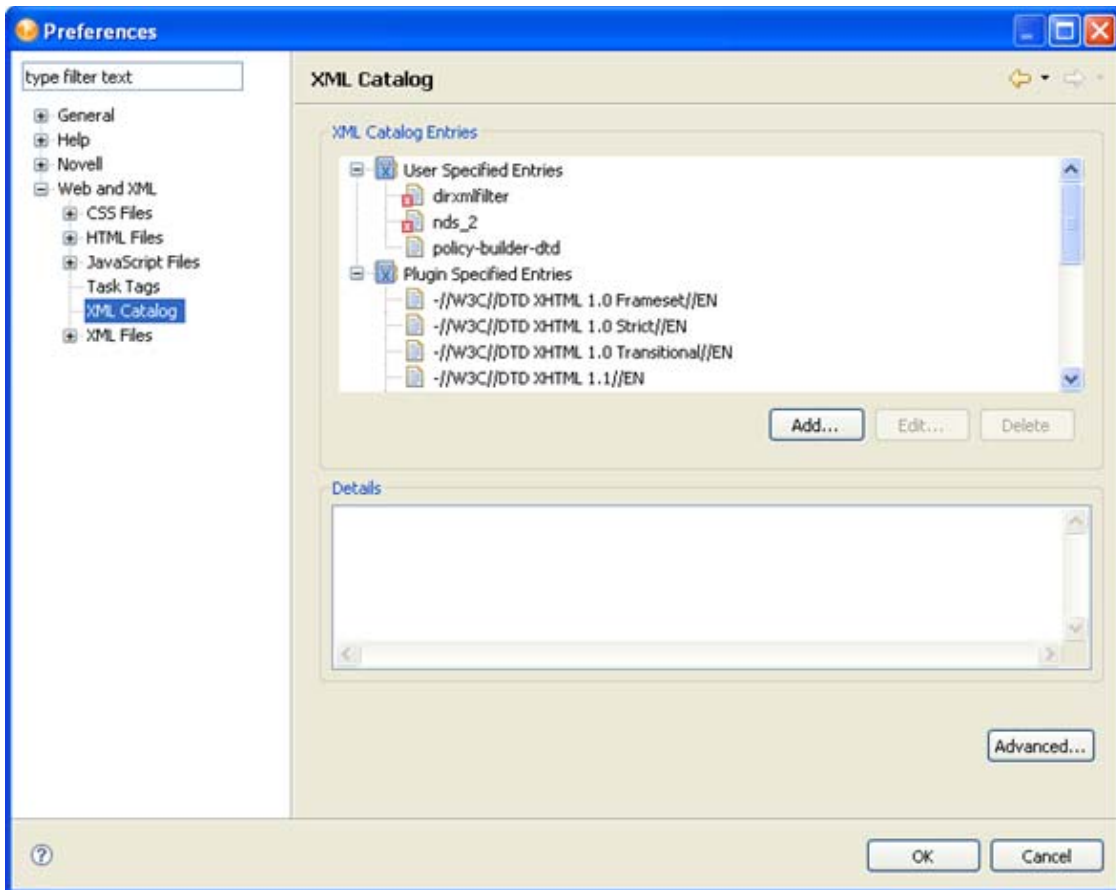 Preferences
type filter text
General
Help
Novell
Web and XML
CSS Files
HTML Files
JavaScript Files
Task Tags
XML Catalog
XML Files
XML Catalog
XML Catalog Entries
User Specified Entries
dirxmlfilter
nds_2
policy-builder-dtd
Plugin Specified Entries
-//W3C//DTD XHTML 1.0 Frameset//EN
-//W3C//DTD XHTML 1.0 Strict//EN
-//W3C//DTD XHTML 1.0 Transitional//EN
-//W3C//DTD XHTML 1.1//EN
Add... Edit... Delete
Details
Advanced...
OK Cancel